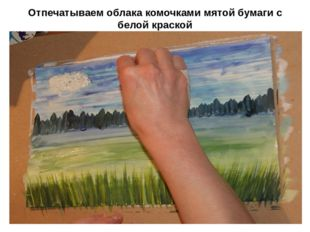 Отпечатываем облака комочками мятой бумаги с
белой краской